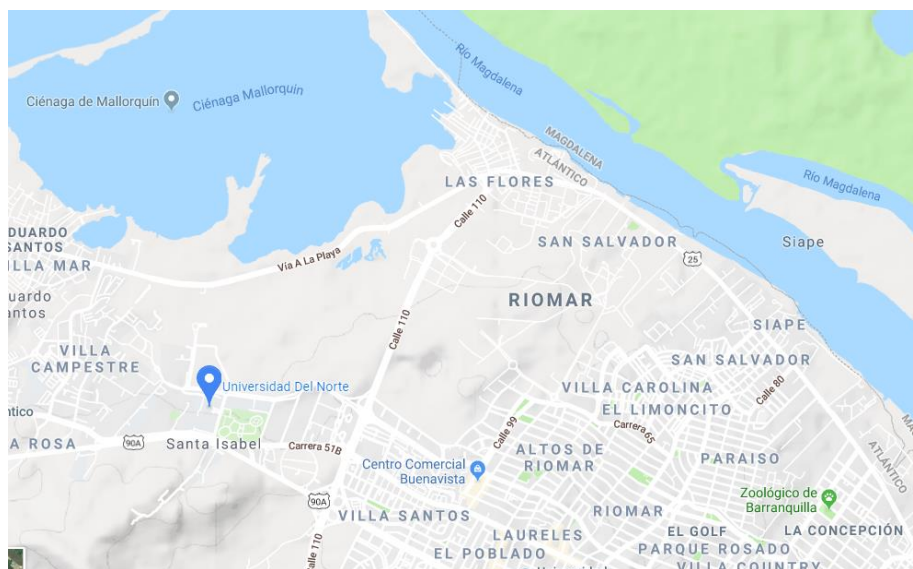 Río Magdalena
Ciénaga de Mallorquín
Ciénaga Mallorquín
MAGDALENA
ATLÁNTICO
Río Magdalena
LAS FLORES
Calle 110
DUARDO
SANTOS
SAN SALVADOR
Siape
ILLA MAR
Vía A La Playa
25
duardo
antos
RIOMAR
Calle 110
SIAPE
VILLA
CAMPESTRE
SAN SALVADOR
Universidad Del Norte
VILLA CAROLINA
Calle 80
ntico
EL LIMONCITO
MA
A ROSA
90A
Santa Isabel
Carrera 51B
Calle 99
Carrera 65
ALTOS DE
RIOMAR
PARAISO
ATLÁNTICO
Centro Comercial
Buenavista
90A
Zoológico de
Barranquilla
VILLA SANTOS
RIOMAR
LAURELES
EL GOLF
LA CONCEPCIÓN
Calle 110
EL POBLADO
PARQUE ROSADO
VILLA COUNTRY